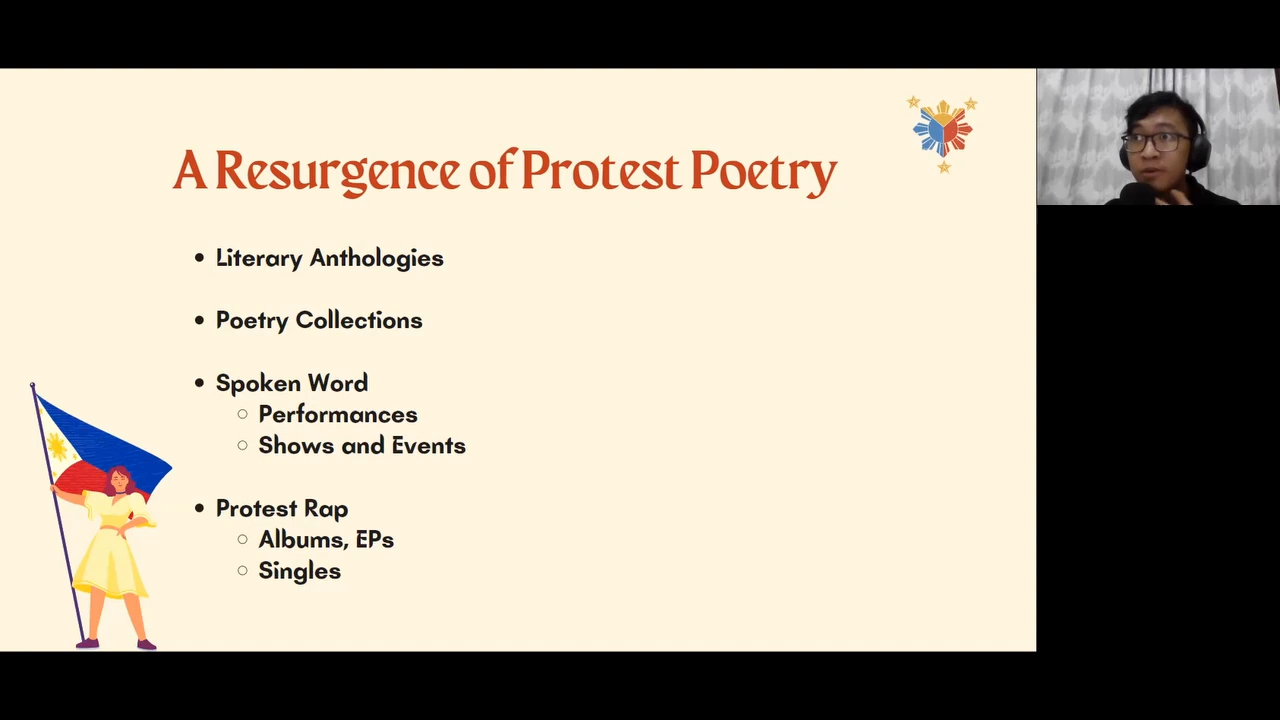 A Resurgence of Protest Poetry
• Literary Anthologies
• Poetry Collections
• Spoken Word
○ Performances
○ Shows and Events
• Protest Rap
○ Albums, EPs
○ Singles